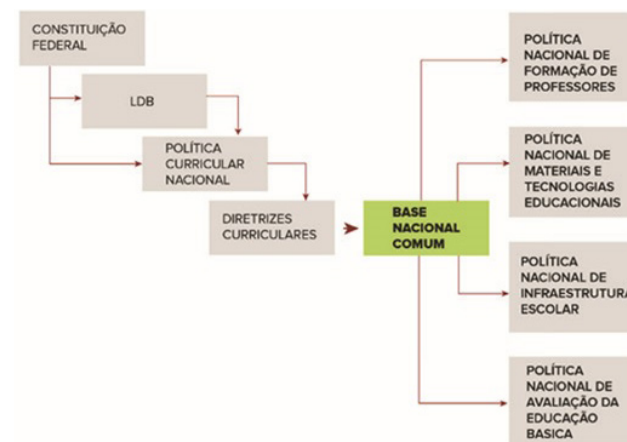 CONSTITUIÇÃO
FEDERAL
LDB
POLÍTICA
CURRICULAR
NACIONAL
DIRETRIZES
CURRICULARES
BASE
NACIONAL
COMUM
POLÍTICA
NACIONAL DE
FORMAÇÃO DE
PROFESSORES
POLÍTICA
NACIONAL DE
MATERIAIS E
TECNOLOGIAS
EDUCACIONAIS
POLÍTICA
NACIONAL DE
INFRAESTRUTURA
ESCOLAR
POLÍTICA
NACIONAL DE
AVALIAÇÃO DA
EDUCAÇÃO
BASICA